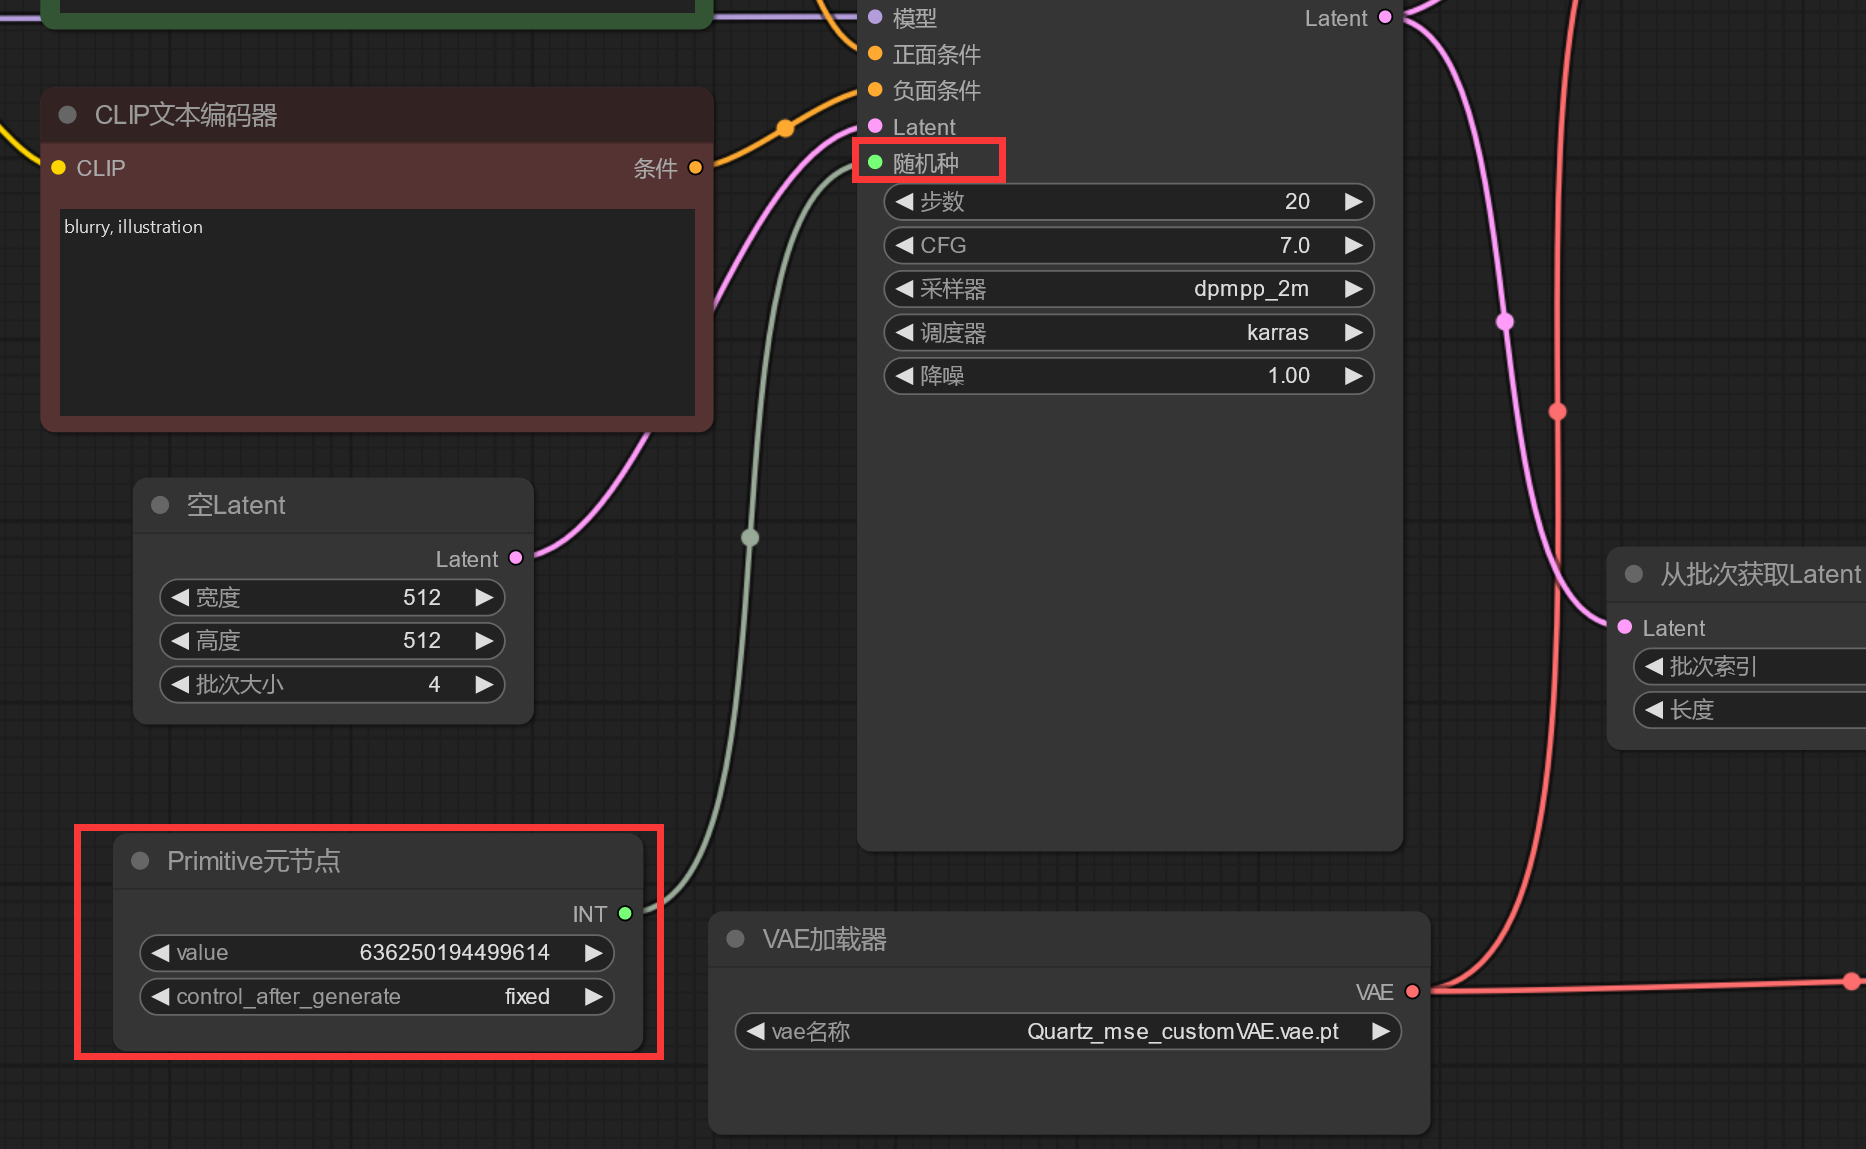 模型
Latent
正面条件
负面条件
Latent
随机种
步数 20
CFG 7.0
采样器 dpmpp_2m
调度器 karras
降噪 1.00
CLIP文本编码器
CLIP
条件
blurry, illustration
空Latent
Latent
宽度 512
高度 512
批次大小 4
从批次获取Latent
Latent
批次索引
长度
Primitive元节点
INT
value 636250194499614
control_after_generate fixed
VAE加载器
VAE
vae名称 Quartz_mse_customVAE.vae.pt